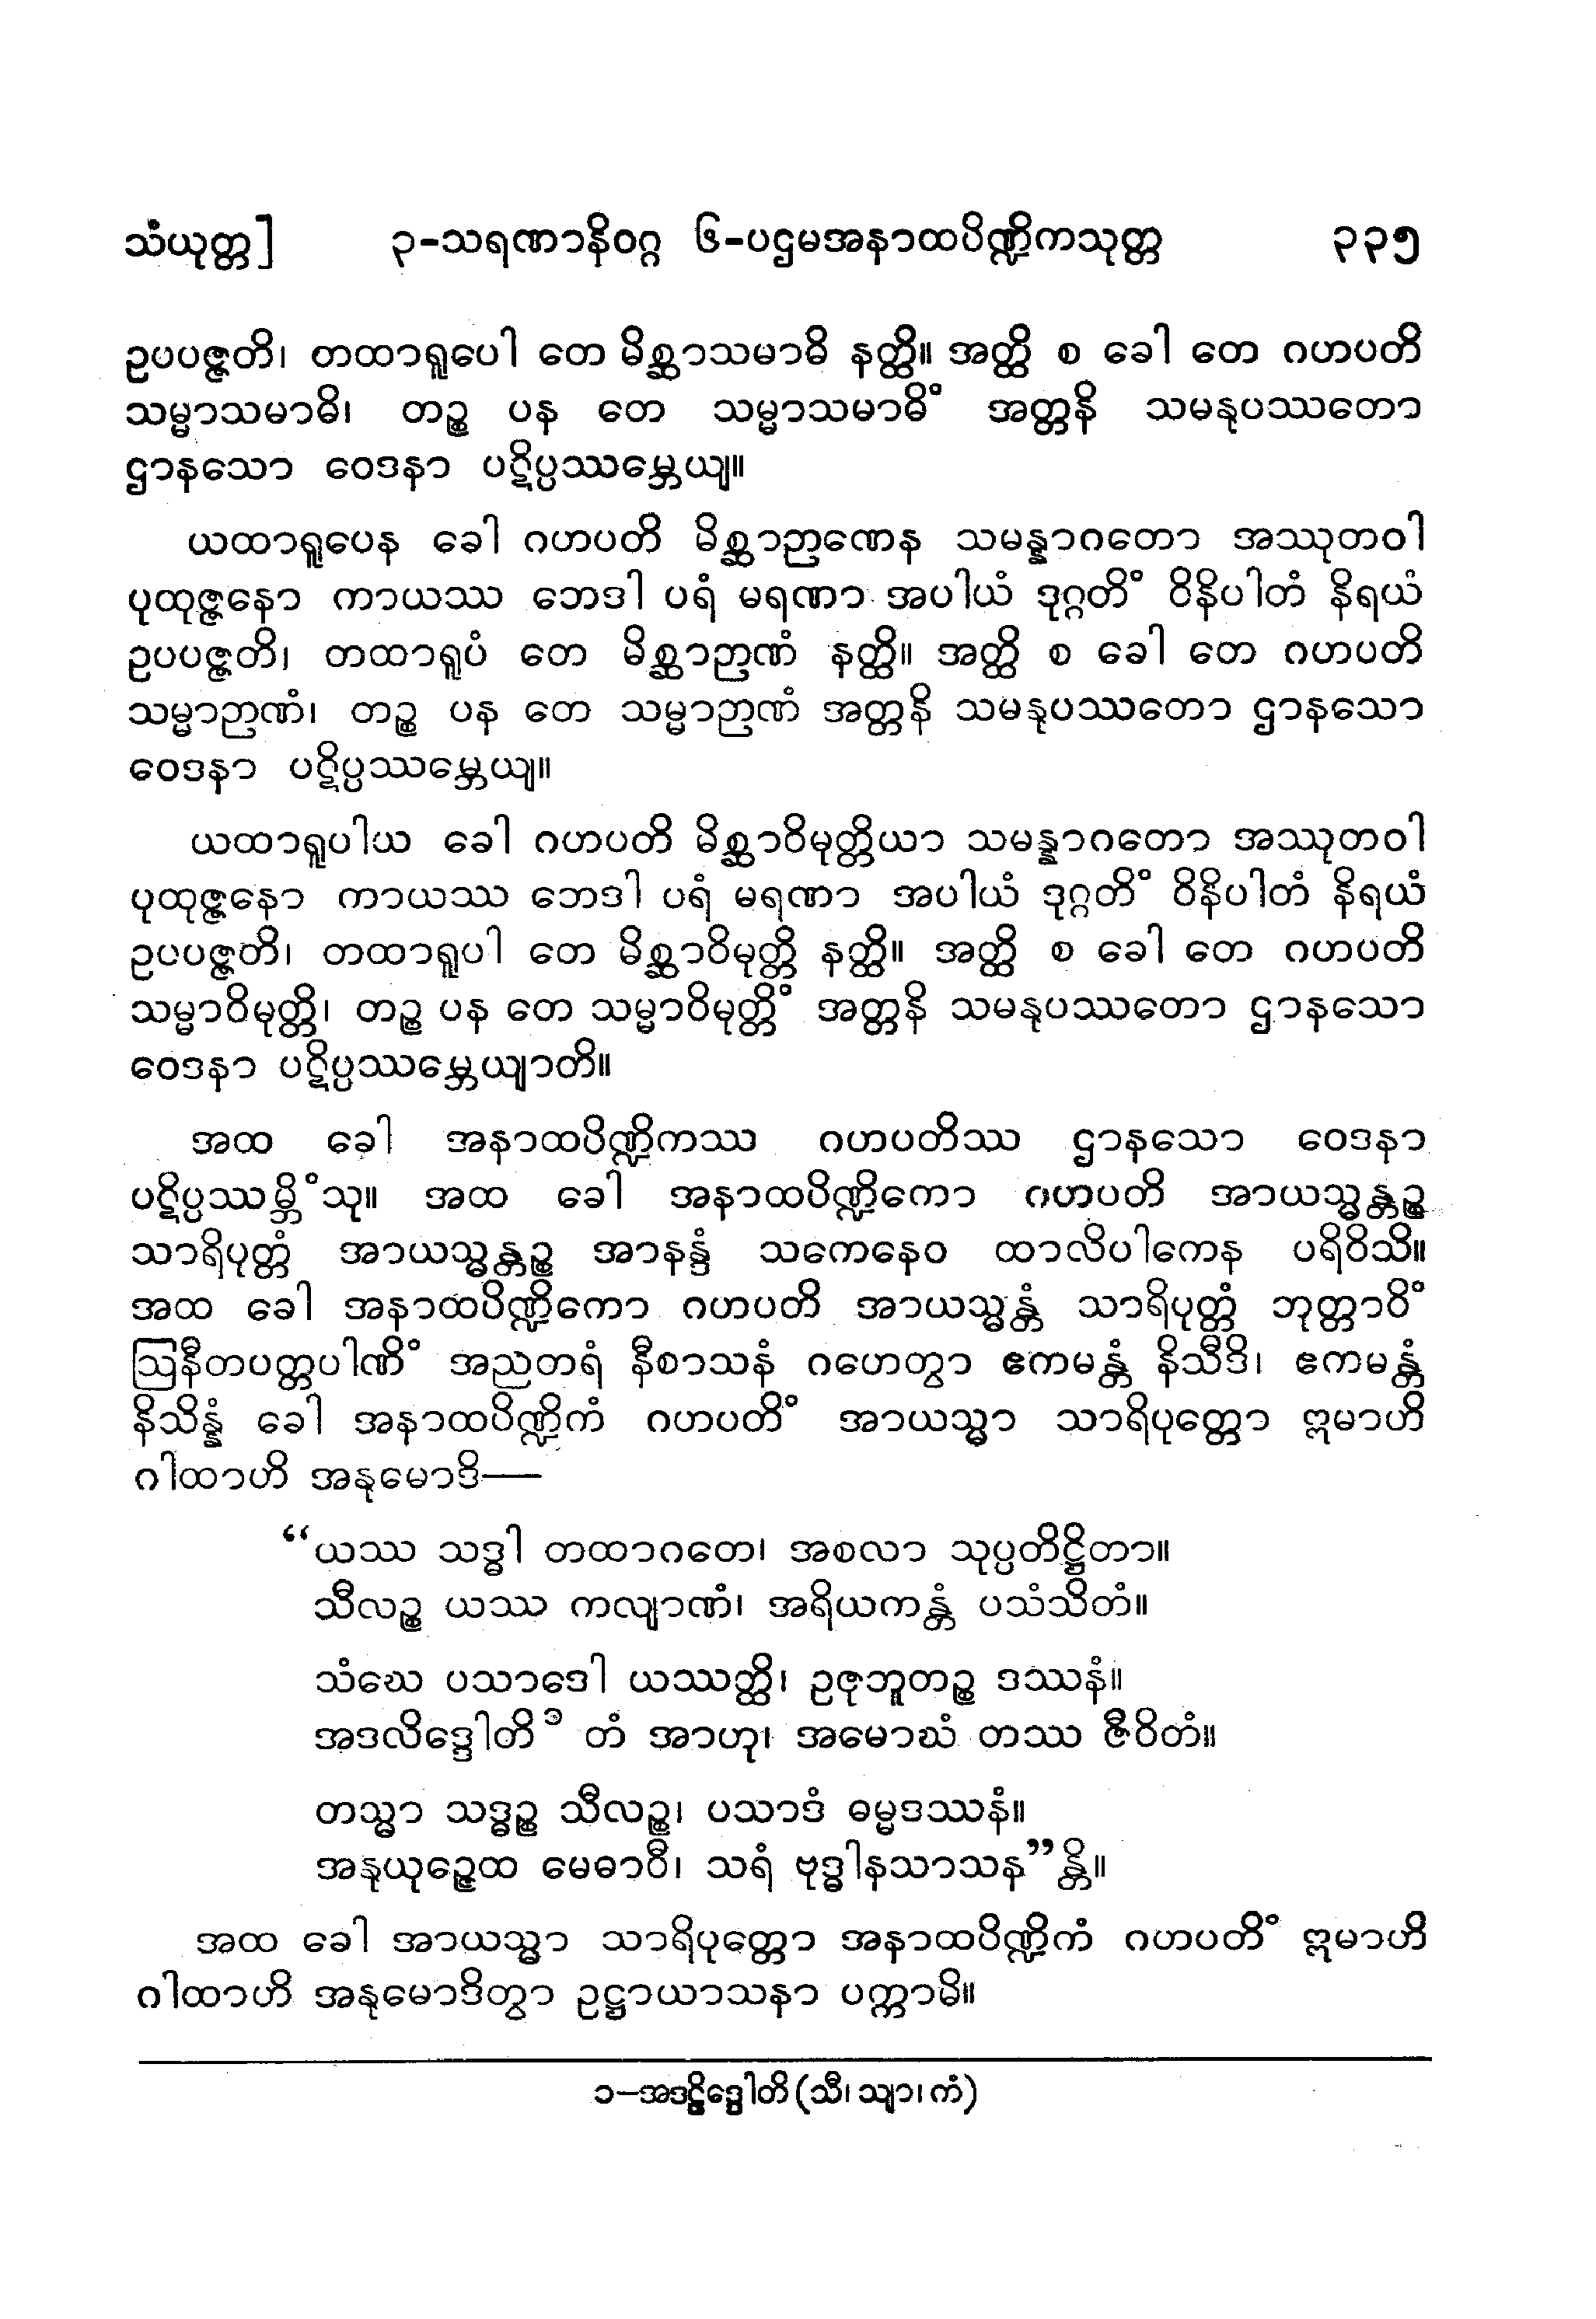 သံယုတ္တ] ၃-သရဏာနိဝဂ္ဂ ၆-ပဌမအနာထပိဏ္ဍိကသုတ္တ ၃၃၅
ဥပပဇ္ဇတိ၊ တထာရူပေါ တေ မိစ္ဆာသမာဓိ နတ္ထိ။ အတ္ထိ စ ခေါ တေ ဂဟပတိ
သမ္မာသမာဓိ၊ တဉ္စ ပန တေ သမ္မာသမာဓိံ အတ္တနိ သမနုပဿတော
ဌာနသော ဝေဒနာ ပဋိပ္ပဿမ္ဘေယျ။
ယထာရူပေန ခေါ ဂဟပတိ မိစ္ဆာဉာဏေန သမန္နာဂတော အဿုတဝါ
ပုထုဇ္ဇနော ကာယဿ ဘေဒါ ပရံ မရဏာ အပါယံ ဒုဂ္ဂတိံ ဝိနိပါတံ နိရယံ
ဥပပဇ္ဇတိ၊ တထာရူပံ တေ မိစ္ဆာဉာဏံ နတ္ထိ။ အတ္ထိ စ ခေါ တေ ဂဟပတိ
သမ္မာဉာဏံ၊ တဉ္စ ပန တေ သမ္မာဉာဏံ အတ္တနိ သမနုပဿတော ဌာနသော
ဝေဒနာ ပဋိပ္ပဿမ္ဘေယျ။
ယထာရူပါယ ခေါ ဂဟပတိ မိစ္ဆာဝိမုတ္တိယာ သမန္နာဂတော အဿုတဝါ
ပုထုဇ္ဇနော ကာယဿ ဘေဒါ ပရံ မရဏာ အပါယံ ဒုဂ္ဂတိံ ဝိနိပါတံ နိရယံ
ဥပပဇ္ဇတိ၊ တထာရူပါ တေ မိစ္ဆာဝိမုတ္တိ နတ္ထိ။ အတ္ထိ စ ခေါ တေ ဂဟပတိ
သမ္မာဝိမုတ္တိ၊ တဉ္စ ပန တေ သမ္မာဝိမုတ္တိံ အတ္တနိ သမနုပဿတော ဌာနသော
ဝေဒနာ ပဋိပ္ပဿမ္ဘေယျာတိ။
အထ ခေါ အနာထပိဏ္ဍိကဿ ဂဟပတိဿ ဌာနသော ဝေဒနာ
ပဋိပ္ပဿမ္ဘိံသု။ အထ ခေါ အနာထပိဏ္ဍိကော ဂဟပတိ အာယသ္မန္တဉ္စ
သာရိပုတ္တံ အာယသ္မန္တဉ္စ အာနန္ဒံ သကေနေဝ ထာလိပါကေန ပရိဝိသိ။
အထ ခေါ အနာထပိဏ္ဍိကော ဂဟပတိ အာယသ္မန္တံ သာရိပုတ္တံ ဘုတ္တာဝိံ
ဩနီတပတ္တပါဏိံ အညတရံ နီစာသနံ ဂဟေတွာ ဧကမန္တံ နိသီဒိ၊ ဧကမန္တံ
နိသိန္နံ ခေါ အနာထပိဏ္ဍိကံ ဂဟပတိံ အာယသ္မာ သာရိပုတ္တော ဣမာဟိ
ဂါထာဟိ အနုမောဒိ—
“ယဿ သဒ္ဓါ တထာဂတေ၊ အစလာ သုပ္ပတိဋ္ဌိတာ။
သီလဉ္စ ယဿ ကလျာဏံ၊ အရိယကန္တံ ပသံသိတံ။
သံဃေ ပသာဒေါ ယဿတ္ထိ၊ ဥဇုဘူတဉ္စ ဒဿနံ။
အဒလိဒ္ဒေါတိ ၁ တံ အာဟု၊ အမောဃံ တဿ ဇီဝိတံ။
တသ္မာ သဒ္ဓဉ္စ သီလဉ္စ၊ ပသာဒံ ဓမ္မဒဿနံ။
အနုယုဉ္ဇေထ မေဓာဝီ၊ သရံ ဗုဒ္ဓါနသာသန”န္တိ။
အထ ခေါ အာယသ္မာ သာရိပုတ္တော အနာထပိဏ္ဍိကံ ဂဟပတိံ ဣမာဟိ
ဂါထာဟိ အနုမောဒိတွာ ဥဋ္ဌာယာသနာ ပက္ကာမိ။
၁−အဒဠိဒ္ဒေါတိ (သီ၊ သျာ၊ ကံ)